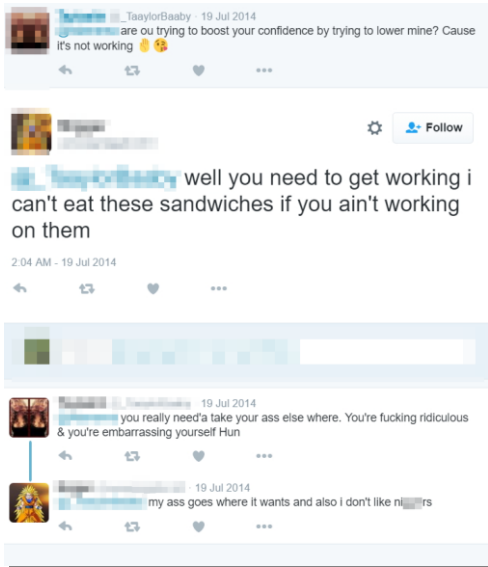 _TaaylorBaaby · 19 Jul 2014
are ou trying to boost your confidence by trying to lower mine? Cause
it's not working ✋😘
Follow
well you need to get working i
can't eat these sandwiches if you ain't working
on them
2:04 AM - 19 Jul 2014
19 Jul 2014
you really need'a take your ass else where. You're fucking ridiculous
& you're embarrassing yourself Hun
19 Jul 2014
my ass goes where it wants and also i don't like ni rs